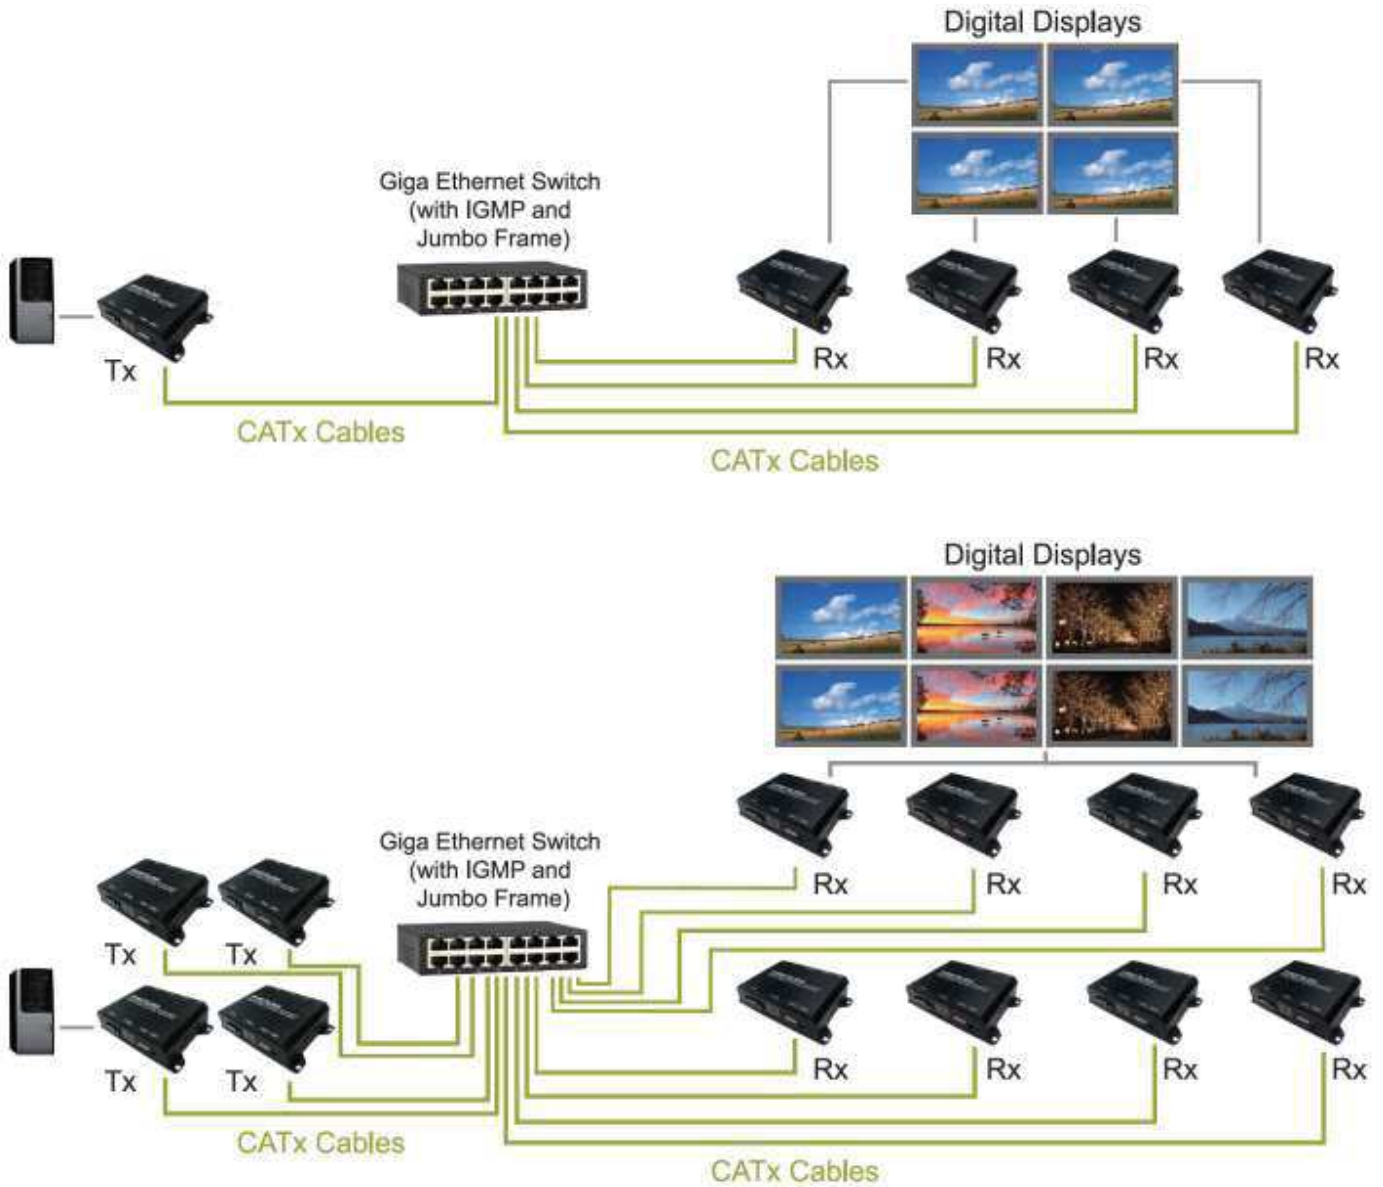 Digital Displays
Giga Ethernet Switch
(with IGMP and
Jumbo Frame)
Tx
Rx
Rx
Rx
Rx
CATx Cables
CATx Cables
Digital Displays
Giga Ethernet Switch
(with IGMP and
Jumbo Frame)
Rx
Rx
Rx
Rx
Tx
Tx
Tx
Tx
Rx
Rx
Rx
Rx
CATx Cables
CATx Cables